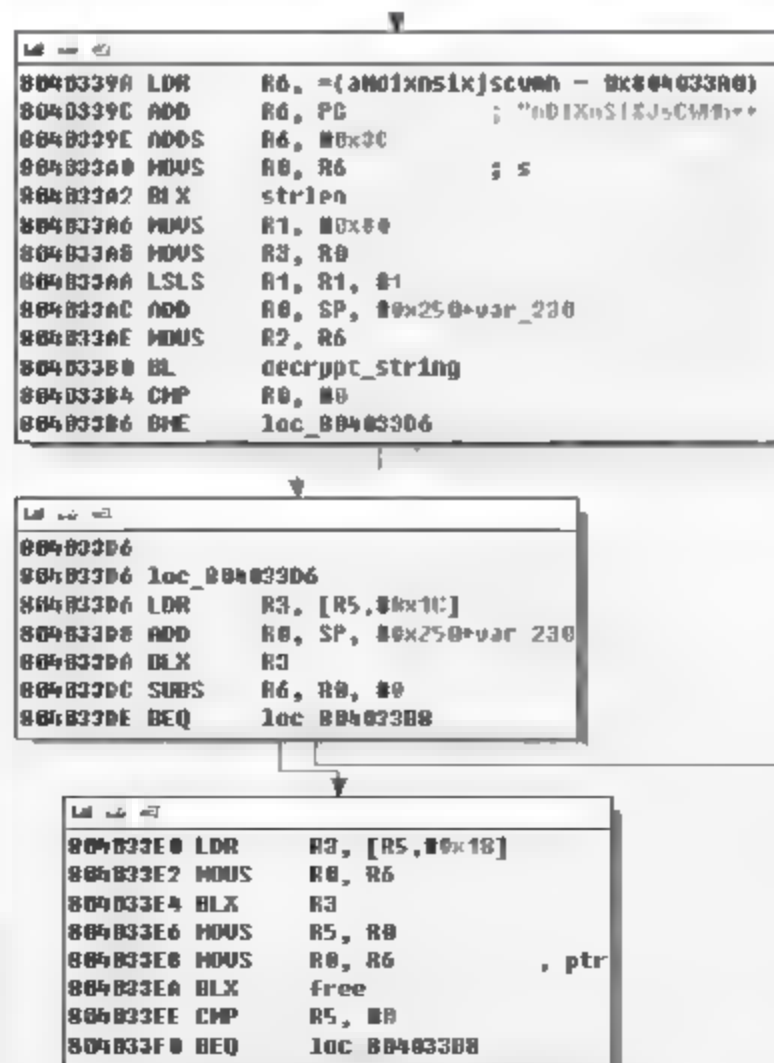 8040339A LDR R6, =( - 0x804033A0)
8040339C ADD R6, PC ;
8040339E ADDS R6, #0x3C
804033A0 MOVS R0, R6 ; s
804033A2 BLX strlen
804033A6 MOVS R1, #0x80
804033A8 MOVS R3, R0
804033AA LSLS R1, R1, #1
804033AC ADD R0, SP, #0x250+var_230
804033AE MOVS R2, R6
804033B0 BL decrypt_string
804033B4 CMP R0, #0
804033B6 BNE loc_804033D6
804033D6
804033D6 loc_804033D6
804033D6 LDR R3, [R5,#0x1C]
804033D8 ADD R0, SP, #0x250+var_230
804033DA BLX R3
804033DC SUBS R6, R0, #0
804033DE BEQ loc_804033B8
804033E0 LDR R3, [R5,#0x18]
804033E2 MOVS R0, R6
804033E4 BLX R3
804033E6 MOVS R5, R0
804033E8 MOVS R0, R6 ; ptr
804033EA BLX free
804033EE CMP R5, #0
804033F0 BEQ loc_804033B8